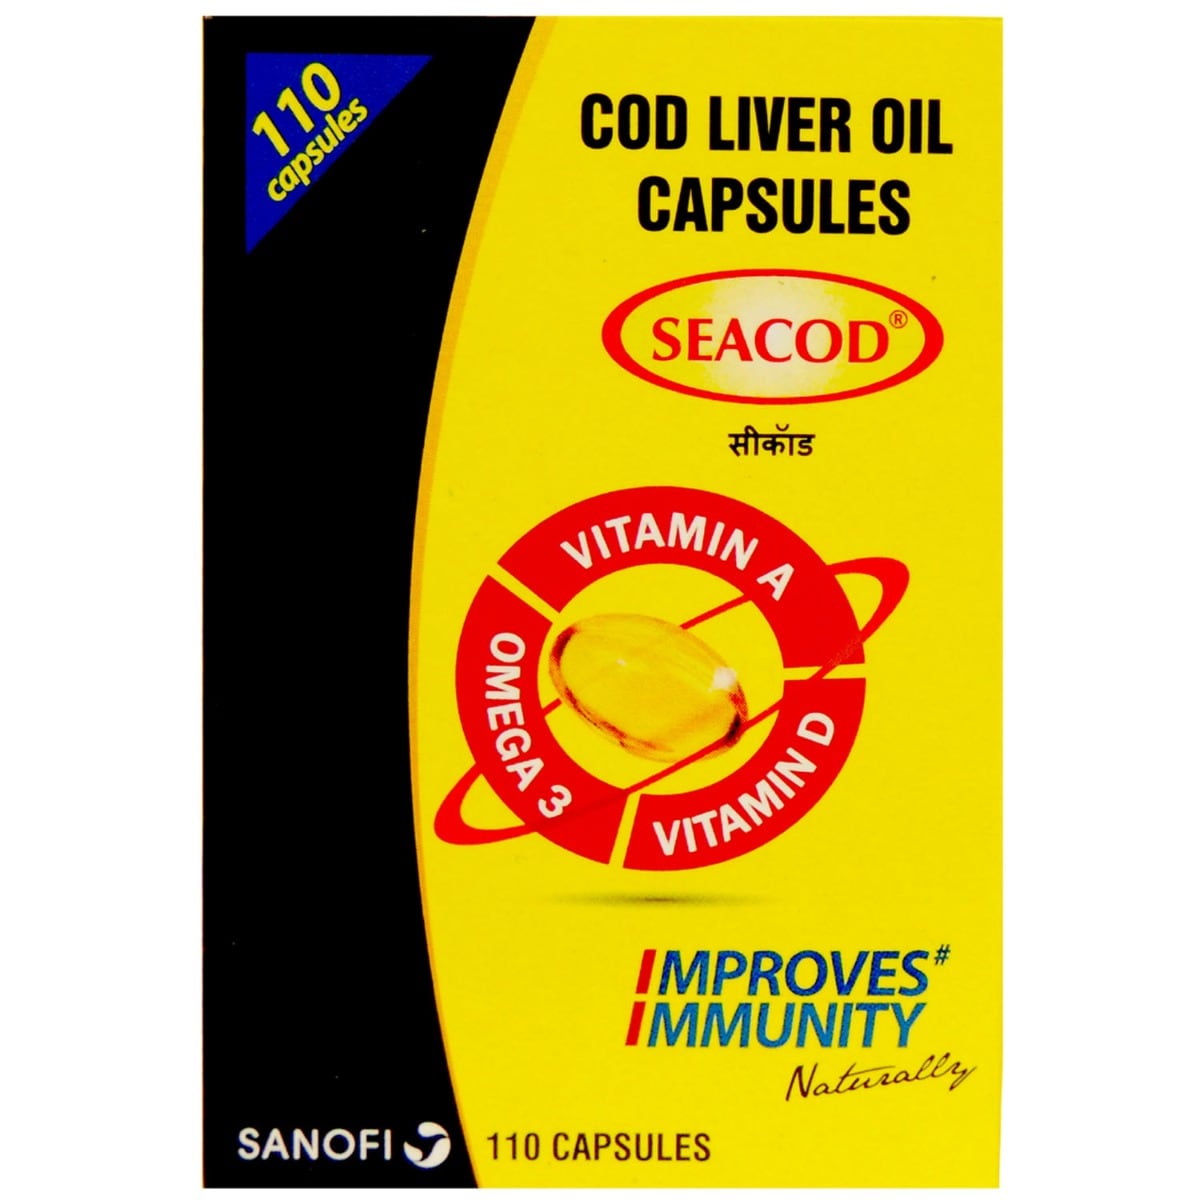 110
capsules
COD LIVER OIL
CAPSULES
SEACOD®
सीकॉड
VITAMIN A
OMEGA 3
VITAMIN D
IMPROVES#
IMMUNITY
Naturally
SANOFI
110 CAPSULES